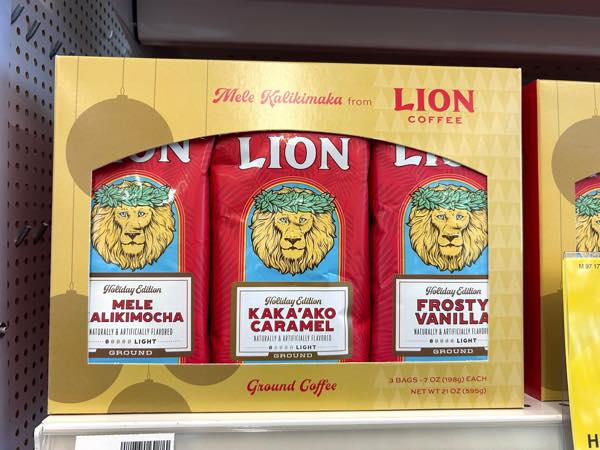 Mele Kalikimaka from LION
COFFEE
LION
Holiday Edition
MELE
ALIKIMOCHA
NATURALLY & ARTIFICIALLY FLAVORED
LIGHT
GROUND
LION
Holiday Edition
KAKA'AKO
CARAMEL
NATURALLY & ARTIFICIALLY FLAVORED
LIGHT
GROUND
Holiday Edition
FROSTY
VANILLA
NATURALLY & ARTIFICIALLY
LIGHT
GROUND
Ground Coffee
3 BAGS - 7 OZ (198g) EACH
NET WT 21 OZ (595g)
M 97 17
H